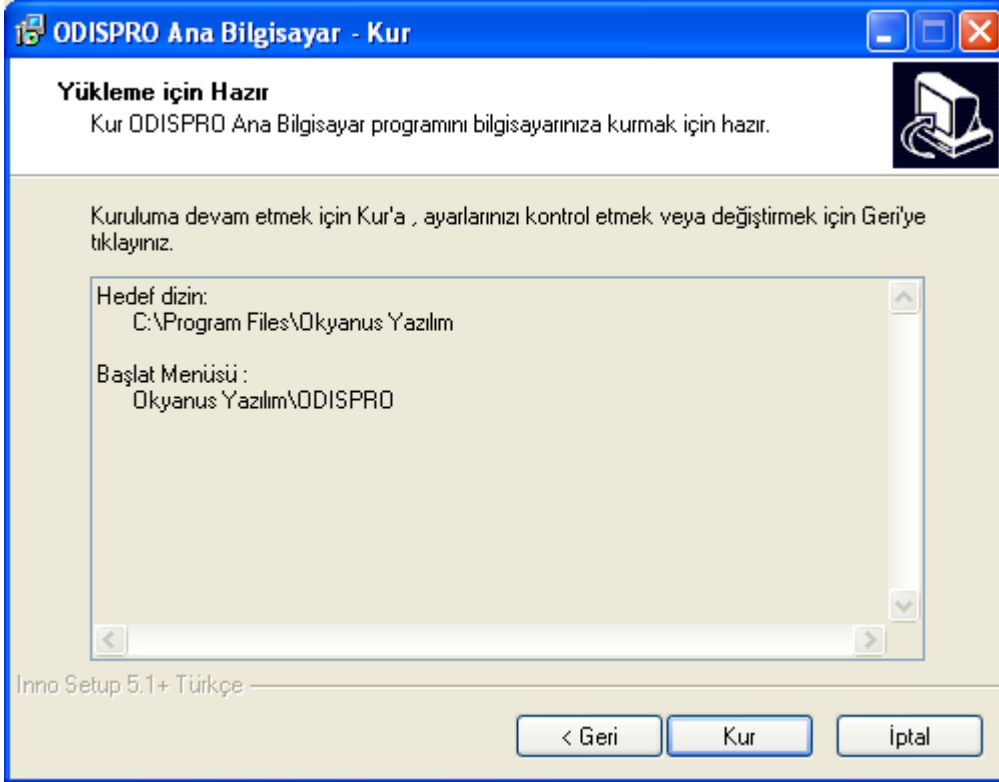 ODISPRO Ana Bilgisayar - Kur
Yükleme için Hazır
Kur ODISPRO Ana Bilgisayar programını bilgisayarınıza kurmak için hazır.
Kuruluma devam etmek için Kur'a , ayarlarınızı kontrol etmek veya değiştirmek için Geri'ye
tıklayınız.
Hedef dizin:
C:\Program Files\Okyanus Yazılım
Başlat Menüsü :
Okyanus Yazılım\ODISPRO
Inno Setup 5.1+ Türkçe
< Geri
Kur
İptal